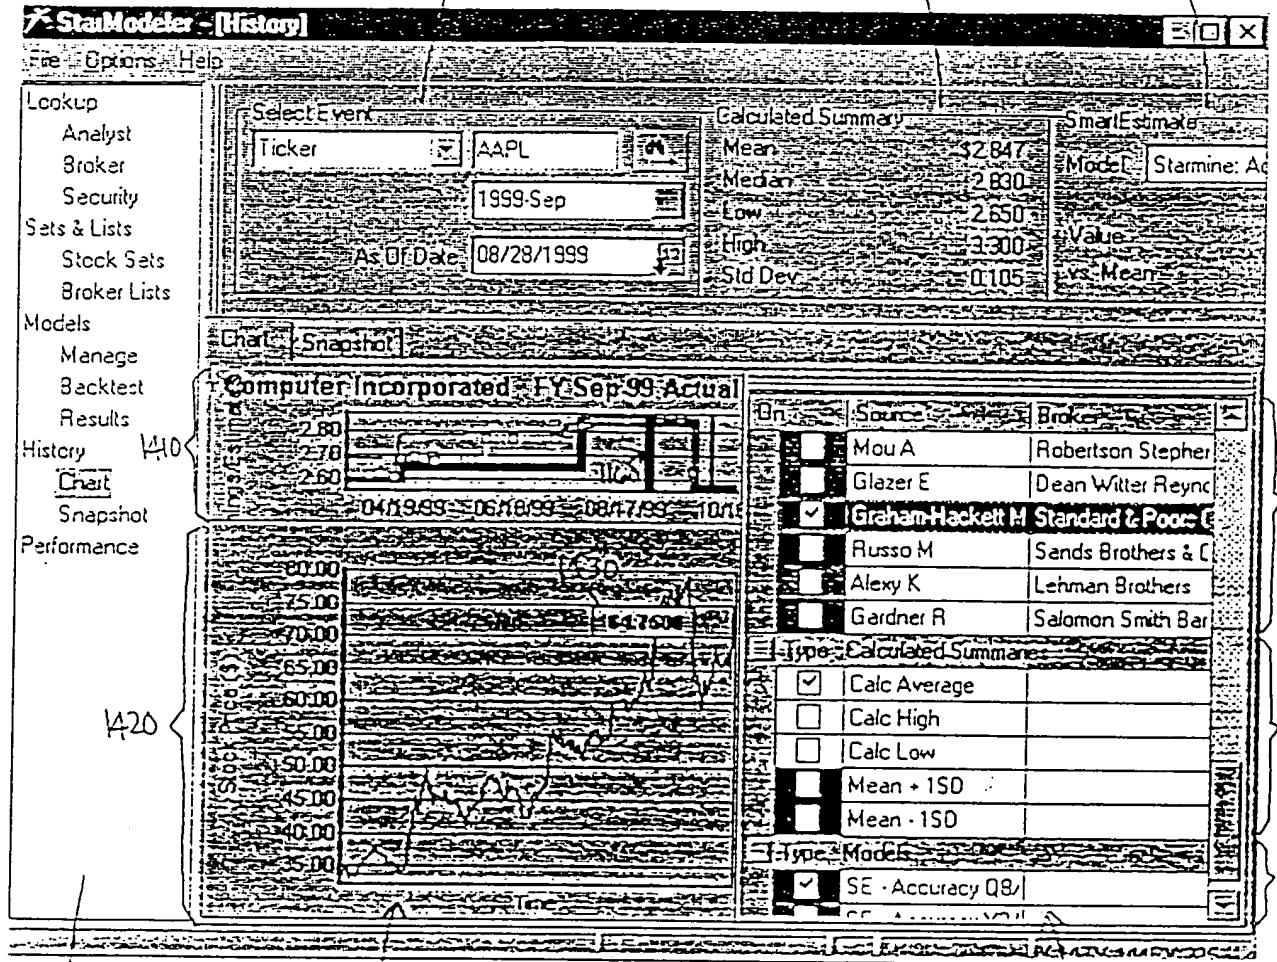 StarModeler - [History]
File Options Help
Lookup
Analyst
Broker
Security
Sets & Lists
Stock Sets
Broker Lists
Models
Manage
Backtest
Results
History
Chart
Snapshot
Performance
Select Event
Ticker AAPL
1999-Sep
As Of Date 08/28/1999
Calculated Summary
Mean $2.847
Median 2.830
Low 2.650
High 3.300
Std Dev 0.105
SmartEstimate
Model Starmine: Ac
Value
vs. Mean
Chart Snapshot
Computer Incorporated - FY Sep 99 Actual
2.80
2.70
2.60
04/19/99 06/18/99 08/17/99 10/1
1410
1420
1430
Stock Price ($)
80.00
75.00
70.00
65.00
60.00
55.00
50.00
45.00
40.00
35.00
Time
On Source Broker
Mou A Robertson Stepher
Glazer E Dean Witter Reync
Graham-Hackett M Standard & Poors
Russo M Sands Brothers &
Alexy K Lehman Brothers
Gardner R Salomon Smith Bar
Type Calculated Summaries
Calc Average
Calc High
Calc Low
Mean + 1SD
Mean - 1SD
Type Models
SE - Accuracy Q8/